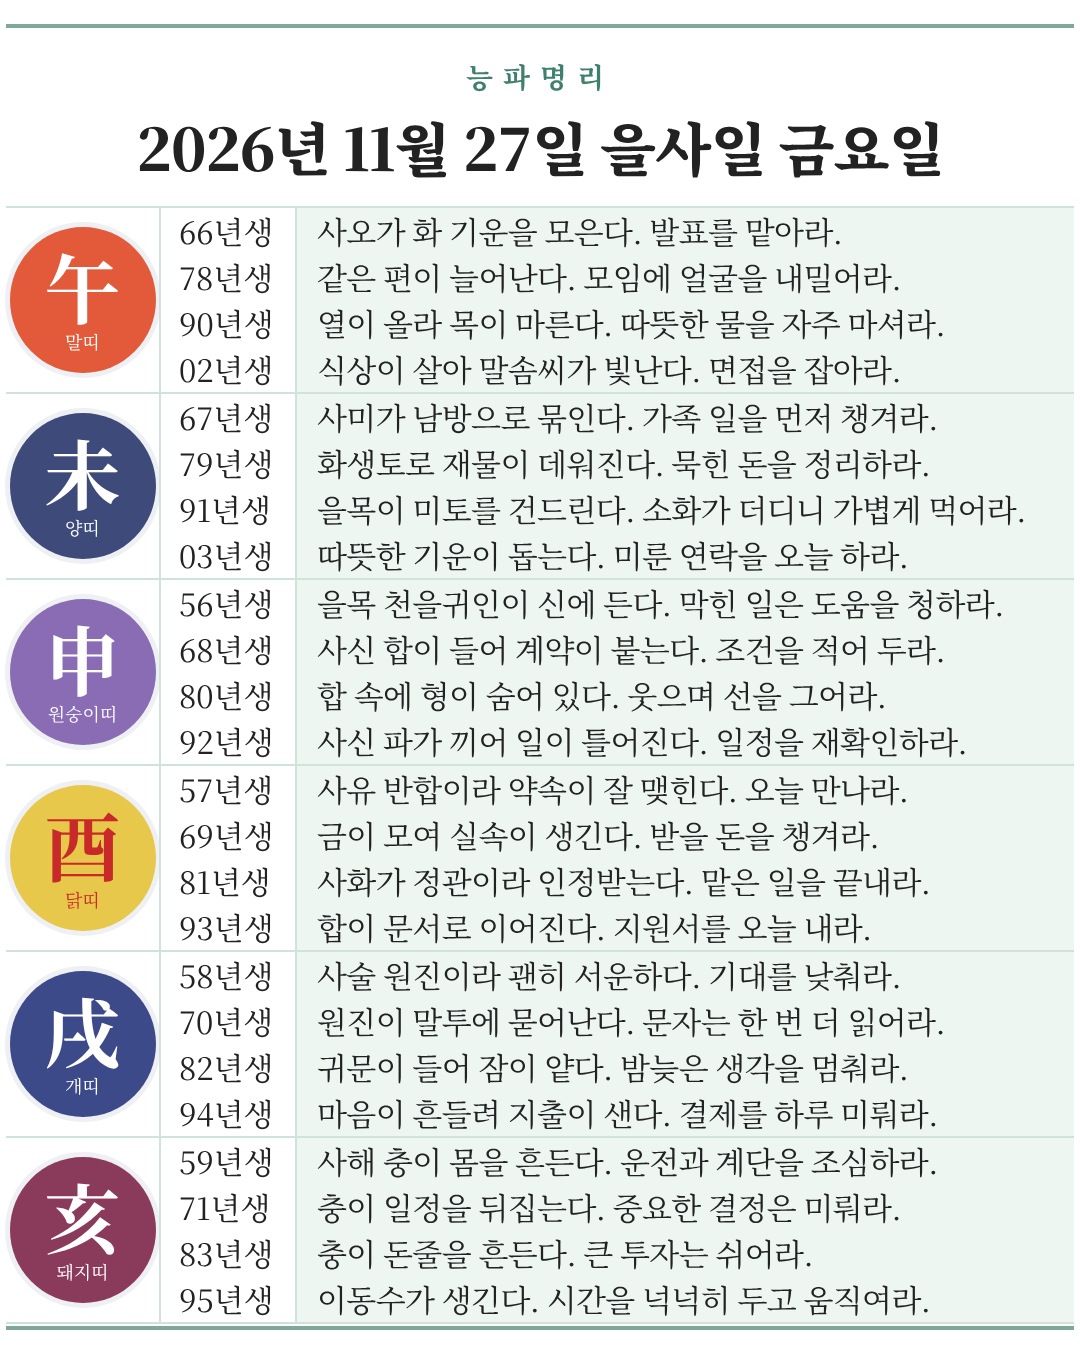 능파명리
2026년 11월 27일 을사일 금요일
午
말띠
66년생 사오가 화 기운을 모은다. 발표를 맡아라.
78년생 같은 편이 늘어난다. 모임에 얼굴을 내밀어라.
90년생 열이 올라 목이 마른다. 따뜻한 물을 자주 마셔라.
02년생 식상이 살아 말솜씨가 빛난다. 면접을 잡아라.
未
양띠
67년생 사미가 남방으로 묶인다. 가족 일을 먼저 챙겨라.
79년생 화생토로 재물이 데워진다. 묵힌 돈을 정리하라.
91년생 을목이 미토를 건드린다. 소화가 더디니 가볍게 먹어라.
03년생 따뜻한 기운이 돕는다. 미룬 연락을 오늘 하라.
申
원숭이띠
56년생 을목 천을귀인이 신에 든다. 막힌 일은 도움을 청하라.
68년생 사신 합이 들어 계약이 붙는다. 조건을 적어 두라.
80년생 합 속에 형이 숨어 있다. 웃으며 선을 그어라.
92년생 사신 파가 끼어 일이 틀어진다. 일정을 재확인하라.
酉
닭띠
57년생 사유 반합이라 약속이 잘 맺힌다. 오늘 만나라.
69년생 금이 모여 실속이 생긴다. 받을 돈을 챙겨라.
81년생 사화가 정관이라 인정받는다. 맡은 일을 끝내라.
93년생 합이 문서로 이어진다. 지원서를 오늘 내라.
戌
개띠
58년생 사술 원진이라 괜히 서운하다. 기대를 낮춰라.
70년생 원진이 말투에 묻어난다. 문자는 한 번 더 읽어라.
82년생 귀문이 들어 잠이 얕다. 밤늦은 생각을 멈춰라.
94년생 마음이 흔들려 지출이 샌다. 결제를 하루 미뤄라.
亥
돼지띠
59년생 사해 충이 몸을 흔든다. 운전과 계단을 조심하라.
71년생 충이 일정을 뒤집는다. 중요한 결정은 미뤄라.
83년생 충이 돈줄을 흔든다. 큰 투자는 쉬어라.
95년생 이동수가 생긴다. 시간을 넉넉히 두고 움직여라.